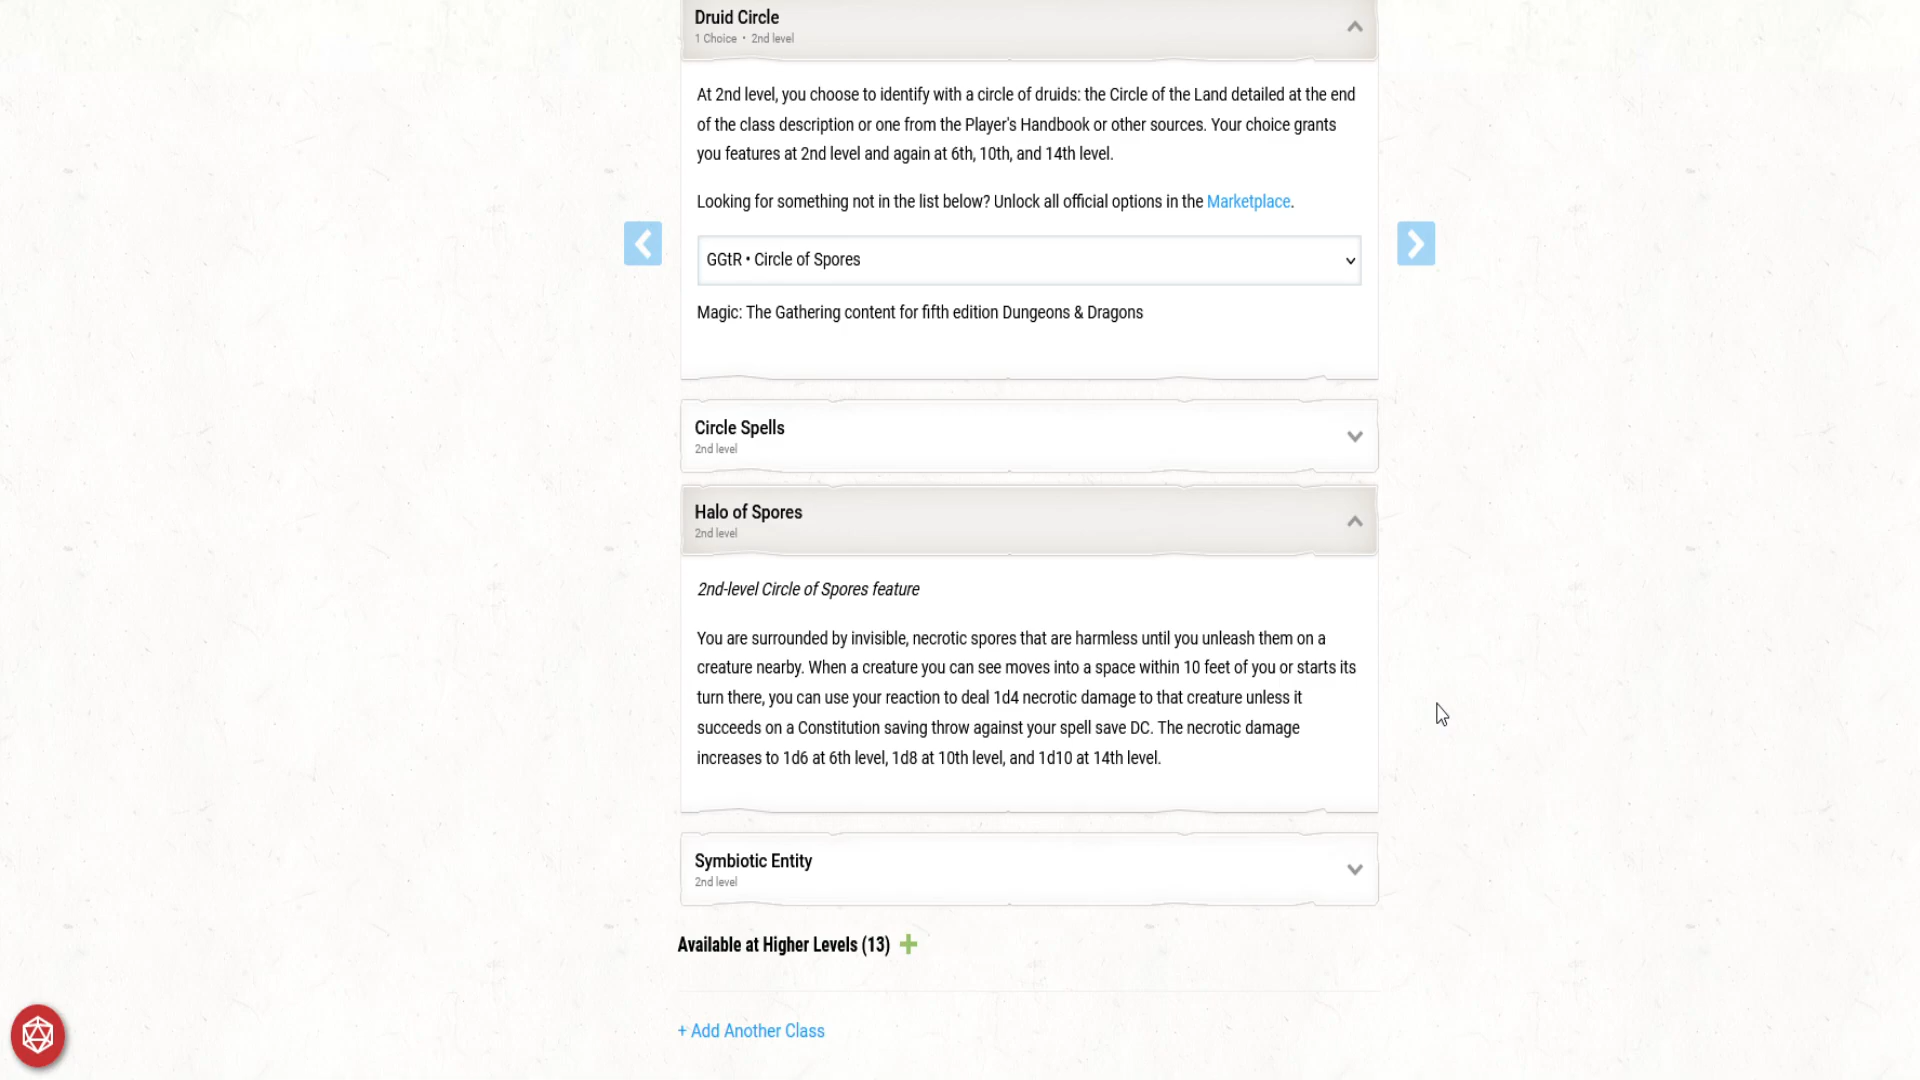 Druid Circle
1 Choice • 2nd level
At 2nd level, you choose to identify with a circle of druids: the Circle of the Land detailed at the end
of the class description or one from the Player's Handbook or other sources. Your choice grants
you features at 2nd level and again at 6th, 10th, and 14th level.
Looking for something not in the list below? Unlock all official options in the Marketplace.
GGtR • Circle of Spores
Magic: The Gathering content for fifth edition Dungeons & Dragons
Circle Spells
2nd level
Halo of Spores
2nd level
2nd-level Circle of Spores feature
You are surrounded by invisible, necrotic spores that are harmless until you unleash them on a
creature nearby. When a creature you can see moves into a space within 10 feet of you or starts its
turn there, you can use your reaction to deal 1d4 necrotic damage to that creature unless it
succeeds on a Constitution saving throw against your spell save DC. The necrotic damage
increases to 1d6 at 6th level, 1d8 at 10th level, and 1d10 at 14th level.
Symbiotic Entity
2nd level
Available at Higher Levels (13)
+ Add Another Class